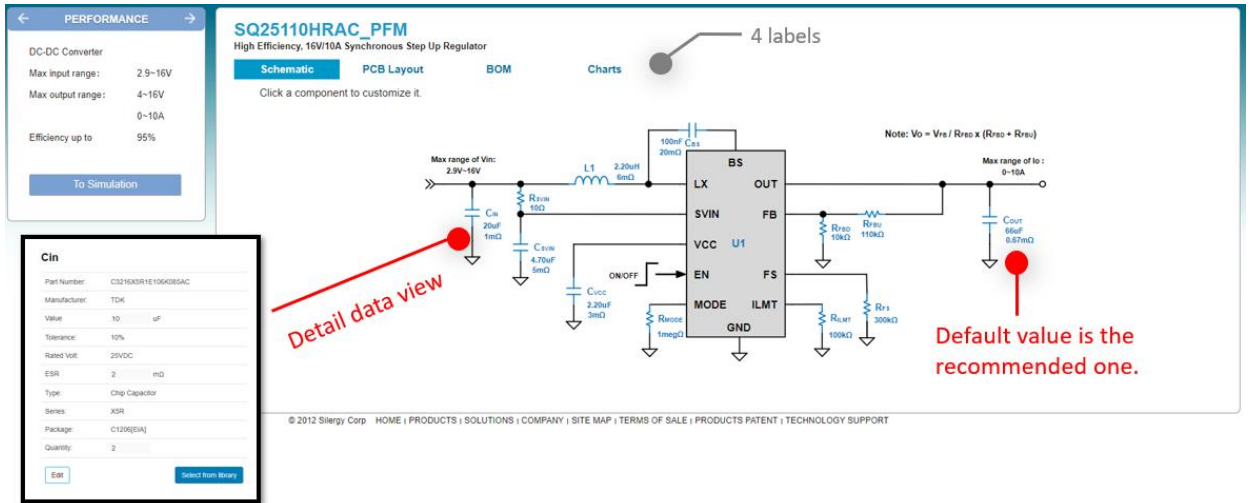 PERFORMANCE
DC-DC Converter
Max input range: 2.9~16V
Max output range: 4~16V
0~10A
Efficiency up to 95%
To Simulation
SQ25110HRAC_PFM
High Efficiency, 16V/10A Synchronous Step Up Regulator
4 labels
Schematic PCB Layout BOM Charts
Click a component to customize it.
Note: Vo = VFB / RFBD x (RFBD + RFBU)
Max range of Vin:
2.9V~16V
L1
2.20uH
6mΩ
100nF CBS
20mΩ
BS
LX OUT
SVIN FB
VCC U1
EN FS
MODE ILMT
GND
Max range of Io :
0~10A
RSVIN
10Ω
CIN
20uF
1mΩ
CSVIN
4.70uF
5mΩ
CVCC
2.20uF
3mΩ
ON/OFF
RMODE
1megΩ
RFBD
10kΩ
RFBU
110kΩ
COUT
66uF
0.67mΩ
RILMT
100kΩ
RFS
300kΩ
Detail data view
Default value is the
recommended one.
Cin
Part Number: C3216X5R1E106K085AC
Manufacturer: TDK
Value 10 uF
Tolerance: 10%
Rated Volt: 25VDC
ESR 2 mΩ
Type: Chip Capacitor
Series: X5R
Package: C1206[EIA]
Quantity: 2
Edit Select from library
© 2012 Silergy Corp HOME | PRODUCTS | SOLUTIONS | COMPANY | SITE MAP | TERMS OF SALE | PRODUCTS PATENT | TECHNOLOGY SUPPORT